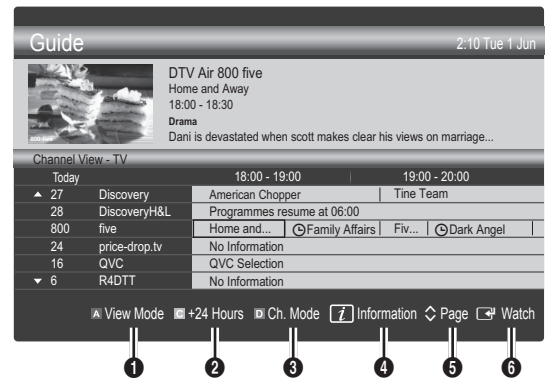 Guide 2:10 Tue 1 Jun
DTV Air 800 five
Home and Away
18:00 - 18:30
Drama
Dani is devastated when scott makes clear his views on marriage...
800 five
Channel View - TV
Today 18:00 - 19:00 19:00 - 20:00
▲ 27 Discovery American Chopper Tine Team
28 DiscoveryH&L Programmes resume at 06:00
800 five Home and... Family Affairs Fiv... Dark Angel
24 price-drop.tv No Information
16 QVC QVC Selection
▼ 6 R4DTT No Information
A View Mode C +24 Hours D Ch. Mode i Information Page Watch
1 2 3 4 5 6